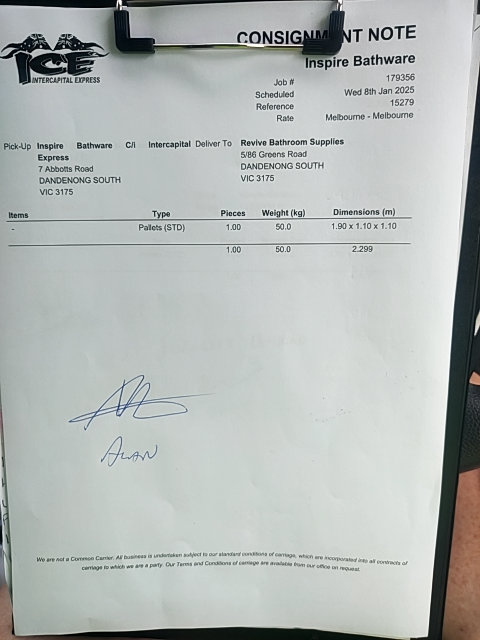 CONSIGNMENT NOTE
ICE
INTERCAPITAL EXPRESS
Inspire Bathware
Job # 179356
Scheduled Wed 8th Jan 2025
Reference 15279
Rate Melbourne - Melbourne
Pick-Up Inspire Bathware C/i Intercapital Deliver To Revive Bathroom Supplies
Express 5/86 Greens Road
7 Abbotts Road DANDENONG SOUTH
DANDENONG SOUTH VIC 3175
VIC 3175
Items Type Pieces Weight (kg) Dimensions (m)
- Pallets (STD) 1.00 50.0 1.90 x 1.10 x 1.10
1.00 50.0 2.299
ALAN
We are not a Common Carrier. All business is undertaken subject to our standard conditions of carriage, which are incorporated into all contracts of
carriage to which we are a party. Our Terms and Conditions of carriage are available from our office on request.